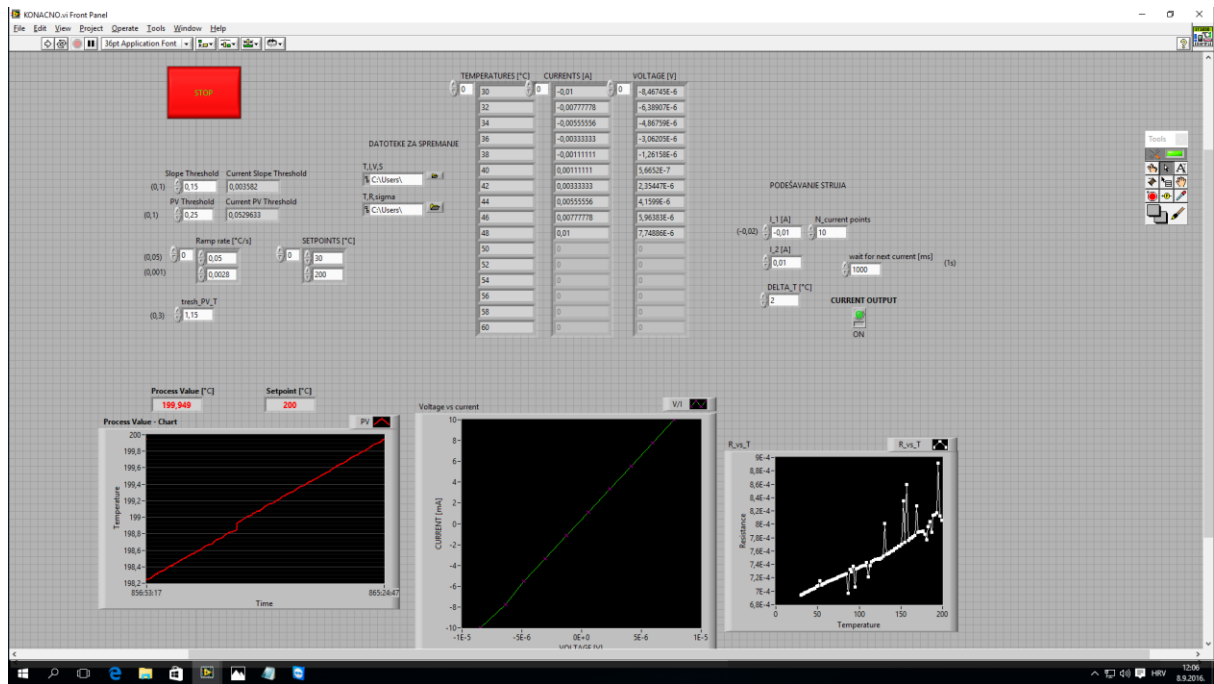 KONACNO.vi Front Panel
File Edit View Project Operate Tools Window Help
36pt Application Font
STOP
DATOTEKE ZA SPREMANJE
T,I,V,S
C:\Users\
T,R,sigma
C:\Users\
Slope Threshold Current Slope Threshold
(0,1) 0,15 0,003582
PV Threshold Current PV Threshold
(0,1) 0,25 0,0529633
Ramp rate [°C/s] SETPOINTS [°C]
(0,05) 0 0,05 0 30
(0,001) 0,0028 200
tresh_PV_T
(0,3) 1,15
TEMPERATURES [°C] CURRENTS [A] VOLTAGE [V]
0 30 0 -0,01 0 -8,46745E-6
32 -0,00777778 -6,38907E-6
34 -0,00555556 -4,86759E-6
36 -0,00333333 -3,06205E-6
38 -0,00111111 -1,26158E-6
40 0,00111111 5,6652E-7
42 0,00333333 2,35447E-6
44 0,00555556 4,1599E-6
46 0,00777778 5,96383E-6
48 0,01 7,74886E-6
50 0 0
52 0 0
54 0 0
56 0 0
58 0 0
60 0 0
PODEŠAVANJE STRUJA
I_1 [A] N_current points
(-0,02) -0,01 10
I_2 [A] wait for next current [ms]
0,01 1000 (1s)
DELTA_T [°C]
2
CURRENT OUTPUT
ON
Tools
Process Value [°C] Setpoint [°C]
199,949 200
Process Value - Chart PV
Temperature
200
199,8
199,6
199,4
199,2
199
198,8
198,6
198,4
198,2
856:53:17 865:24:47
Time
Voltage vs current V/I
CURRENT [mA]
10
8
6
4
2
0
-2
-4
-6
-8
-10
-1E-5 -5E-6 0E+0 5E-6 1E-5
VOLTAGE [V]
R_vs_T R_vs_T
Resistance
9E-4
8,8E-4
8,6E-4
8,4E-4
8,2E-4
8E-4
7,8E-4
7,6E-4
7,4E-4
7,2E-4
7E-4
6,8E-4
0 50 100 150 200
Temperature
HRV
12:06
8.9.2016.